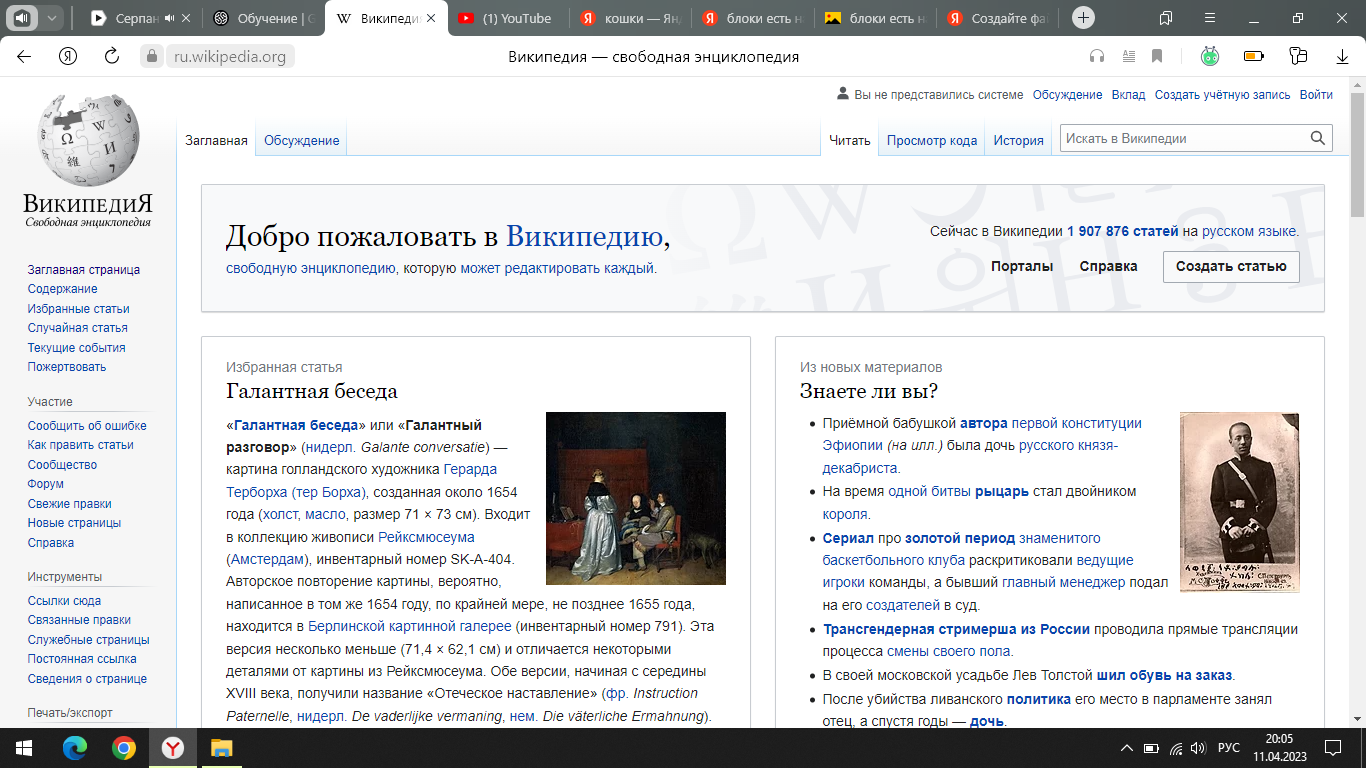 Серпан
Обучение | G
Википедия
(1) YouTube
кошки — Ян
блоки есть на
блоки есть на
Создайте фа
ru.wikipedia.org
Википедия — свободная энциклопедия
Вы не представились системе Обсуждение Вклад Создать учётную запись Войти
Заглавная Обсуждение Читать Просмотр кода История Искать в Википедии
ВикипедиЯ
Свободная энциклопедия
Заглавная страница
Содержание
Избранные статьи
Случайная статья
Текущие события
Пожертвовать
Участие
Сообщить об ошибке
Как править статьи
Сообщество
Форум
Свежие правки
Новые страницы
Справка
Инструменты
Ссылки сюда
Связанные правки
Служебные страницы
Постоянная ссылка
Сведения о странице
Печать/экспорт
Добро пожаловать в Википедию,
свободную энциклопедию, которую может редактировать каждый.
Сейчас в Википедии 1 907 876 статей на русском языке.
Порталы Справка Создать статью
Избранная статья
Галантная беседа
«Галантная беседа» или «Галантный
разговор» (нидерл. Galante conversatie) —
картина голландского художника Герарда
Терборха (тер Борха), созданная около 1654
года (холст, масло, размер 71 × 73 см). Входит
в коллекцию живописи Рейксмюсеума
(Амстердам), инвентарный номер SK-A-404.
Авторское повторение картины, вероятно,
написанное в том же 1654 году, по крайней мере, не позднее 1655 года,
находится в Берлинской картинной галерее (инвентарный номер 791). Эта
версия несколько меньше (71,4 × 62,1 см) и отличается некоторыми
деталями от картины из Рейксмюсеума. Обе версии, начиная с середины
XVIII века, получили название «Отеческое наставление» (фр. Instruction
Paternelle, нидерл. De vaderlijke vermaning, нем. Die väterliche Ermahnung).
Из новых материалов
Знаете ли вы?
Приёмной бабушкой автора первой конституции
Эфиопии (на илл.) была дочь русского князя-
декабриста.
На время одной битвы рыцарь стал двойником
короля.
Сериал про золотой период знаменитого
баскетбольного клуба раскритиковали ведущие
игроки команды, а бывший главный менеджер подал
на его создателей в суд.
Трансгендерная стримерша из России проводила прямые трансляции
процесса смены своего пола.
В своей московской усадьбе Лев Толстой шил обувь на заказ.
После убийства ливанского политика его место в парламенте занял
отец, а спустя годы — дочь.
РУС
20:05
11.04.2023